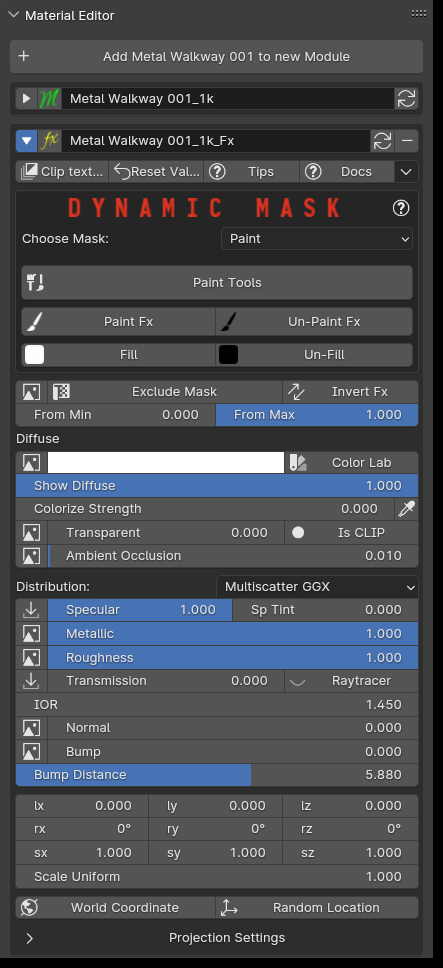 Material Editor
Add Metal Walkway 001 to new Module
Metal Walkway 001_1k
Metal Walkway 001_1k_Fx
Clip text... Reset Val... Tips Docs
DYNAMIC MASK
Choose Mask: Paint
Paint Tools
Paint Fx Un-Paint Fx
Fill Un-Fill
Exclude Mask Invert Fx
From Min 0.000 From Max 1.000
Diffuse
Color Lab
Show Diffuse 1.000
Colorize Strength 0.000
Transparent 0.000 Is CLIP
Ambient Occlusion 0.010
Distribution: Multiscatter GGX
Specular 1.000 Sp Tint 0.000
Metallic 1.000
Roughness 1.000
Transmission 0.000 Raytracer
IOR 1.450
Normal 0.000
Bump 0.000
Bump Distance 5.880
lx 0.000 ly 0.000 lz 0.000
rx 0° ry 0° rz 0°
sx 1.000 sy 1.000 sz 1.000
Scale Uniform 1.000
World Coordinate Random Location
Projection Settings